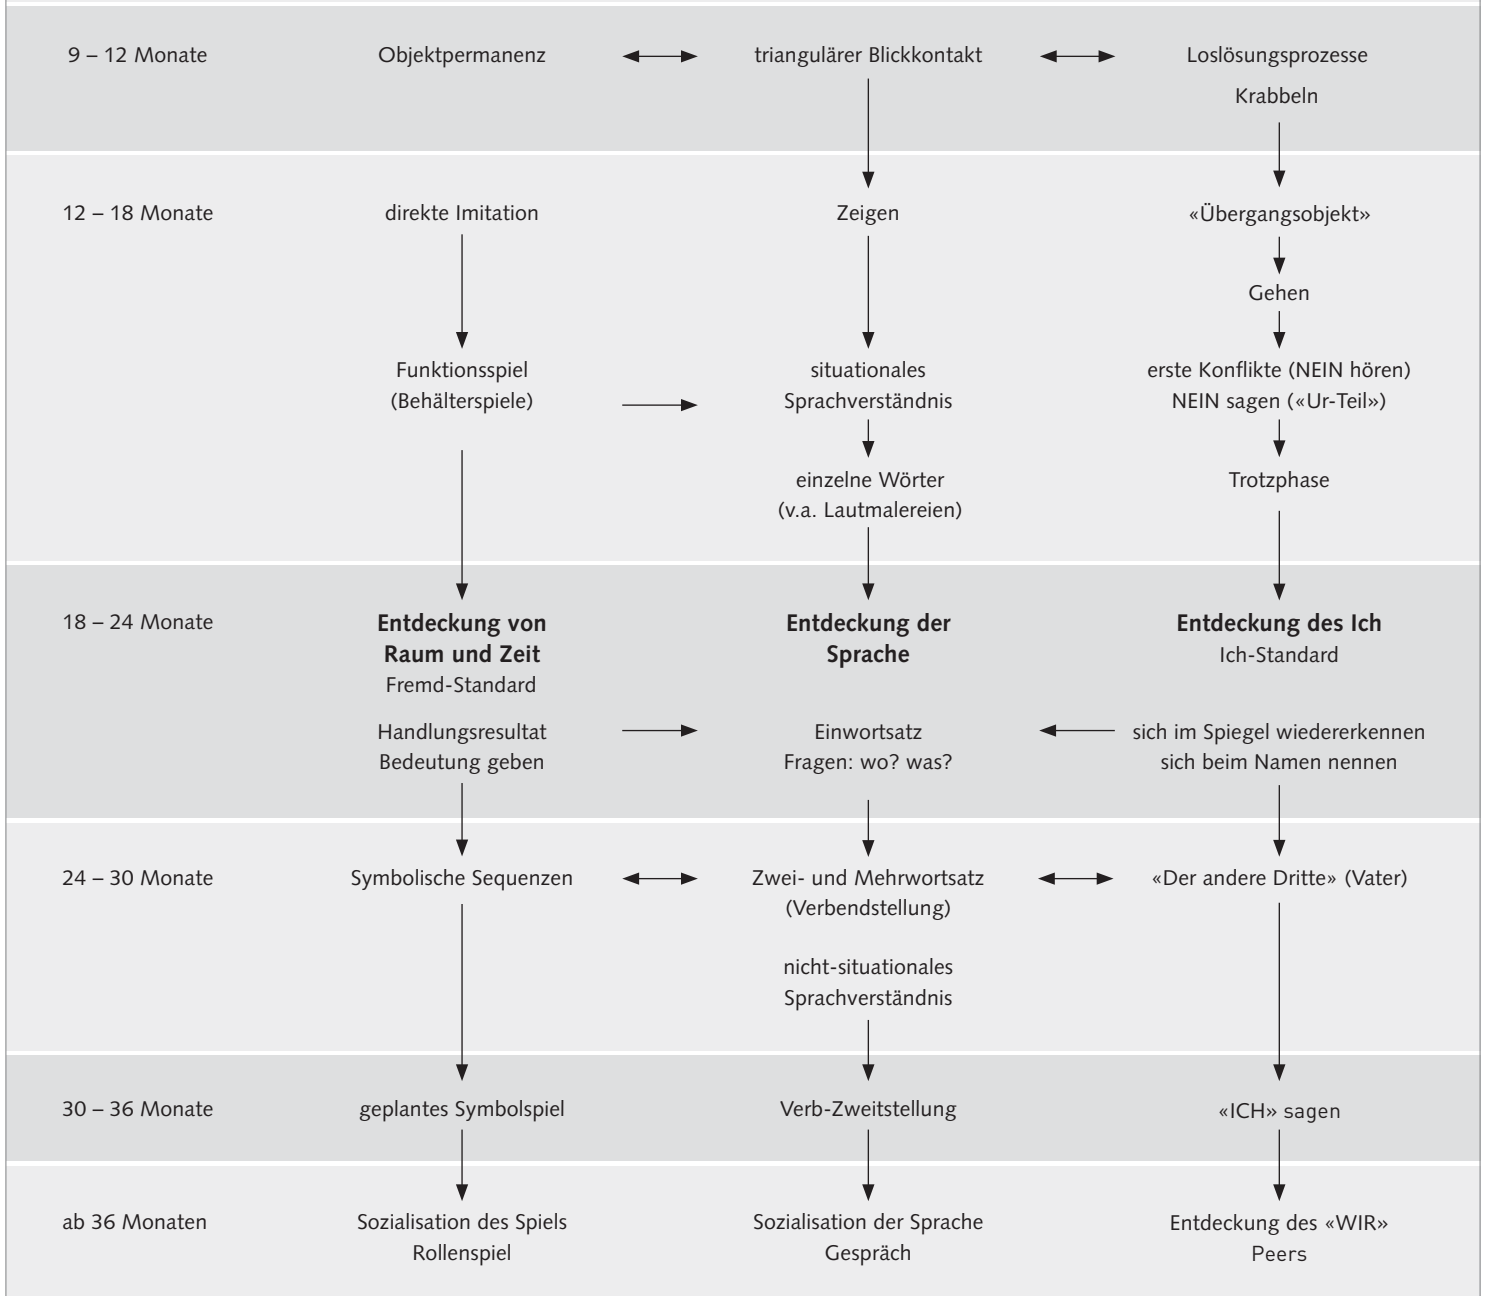 9 – 12 Monate
Objektpermanenz
triangulärer Blickkontakt
Loslösungsprozesse
Krabbeln
12 – 18 Monate
direkte Imitation
Zeigen
«Übergangsobjekt»
Gehen
Funktionsspiel
(Behälterspiele)
situationales
Sprachverständnis
erste Konflikte (NEIN hören)
NEIN sagen («Ur-Teil»)
einzelne Wörter
(v.a. Lautmalereien)
Trotzphase
18 – 24 Monate
Entdeckung von
Raum und Zeit
Fremd-Standard
Entdeckung der
Sprache
Entdeckung des Ich
Ich-Standard
Handlungsresultat
Bedeutung geben
Einwortsatz
Fragen: wo? was?
sich im Spiegel wiedererkennen
sich beim Namen nennen
24 – 30 Monate
Symbolische Sequenzen
Zwei- und Mehrwortsatz
(Verbendstellung)
«Der andere Dritte» (Vater)
nicht-situationales
Sprachverständnis
30 – 36 Monate
geplantes Symbolspiel
Verb-Zweitstellung
«ICH» sagen
ab 36 Monaten
Sozialisation des Spiels
Rollenspiel
Sozialisation der Sprache
Gespräch
Entdeckung des «WIR»
Peers